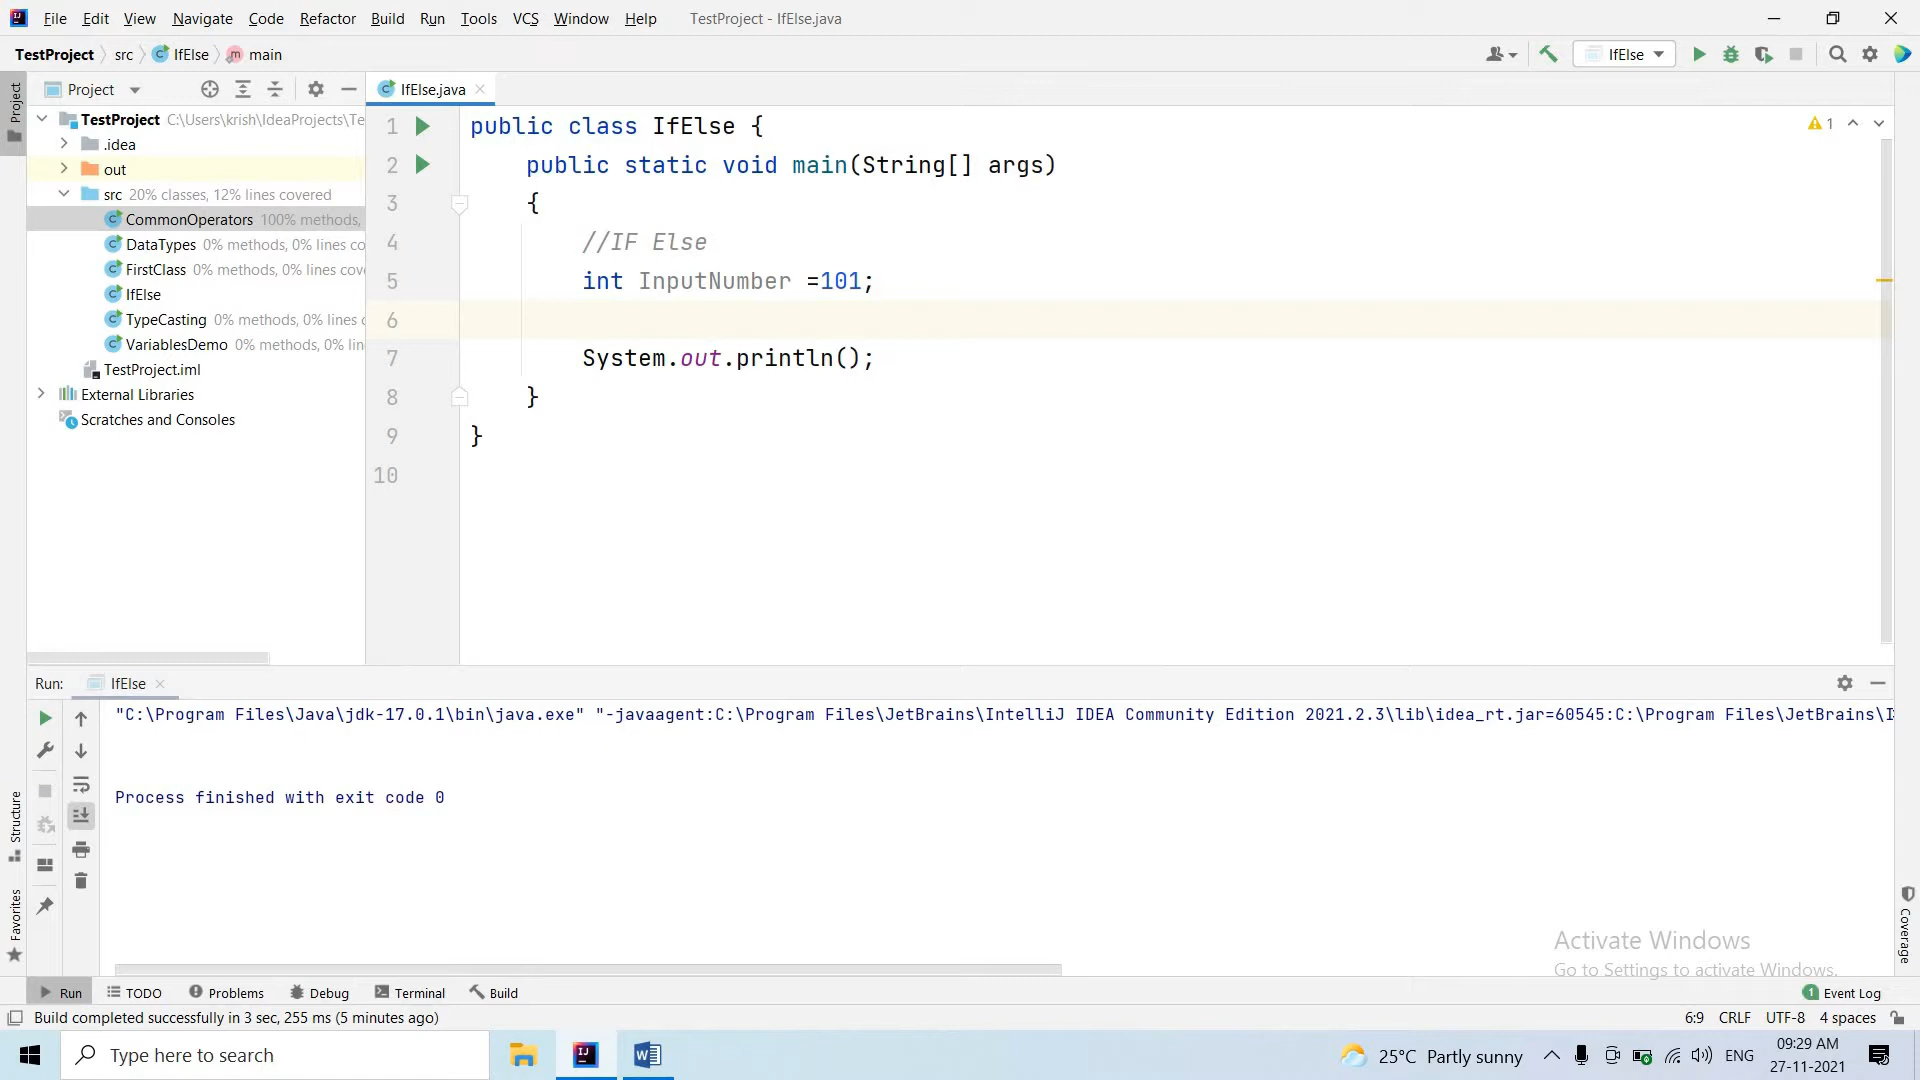 File Edit View Navigate Code Refactor Build Run Tools VCS Window Help TestProject - IfElse.java
TestProject src IfElse main IfElse
Project
Project
IfElse.java
TestProject C:\Users\krish\IdeaProjects\Te
.idea
out
src 20% classes, 12% lines covered
CommonOperators 100% methods,
DataTypes 0% methods, 0% lines co
FirstClass 0% methods, 0% lines cov
IfElse
TypeCasting 0% methods, 0% lines c
VariablesDemo 0% methods, 0% lin
TestProject.iml
External Libraries
Scratches and Consoles
1 public class IfElse {
2 public static void main(String[] args)
3 {
4 //IF Else
5 int InputNumber =101;
6
7 System.out.println();
8 }
9 }
10
1
Run: IfElse
"C:\Program Files\Java\jdk-17.0.1\bin\java.exe" "-javaagent:C:\Program Files\JetBrains\IntelliJ IDEA Community Edition 2021.2.3\lib\idea_rt.jar=60545:C:\Program Files\JetBrains\I
Process finished with exit code 0
Structure
Favorites
Coverage
Activate Windows
Go to Settings to activate Windows.
Run TODO Problems Debug Terminal Build 1 Event Log
Build completed successfully in 3 sec, 255 ms (5 minutes ago) 6:9 CRLF UTF-8 4 spaces
Type here to search 25°C Partly sunny ENG 09:29 AM
27-11-2021